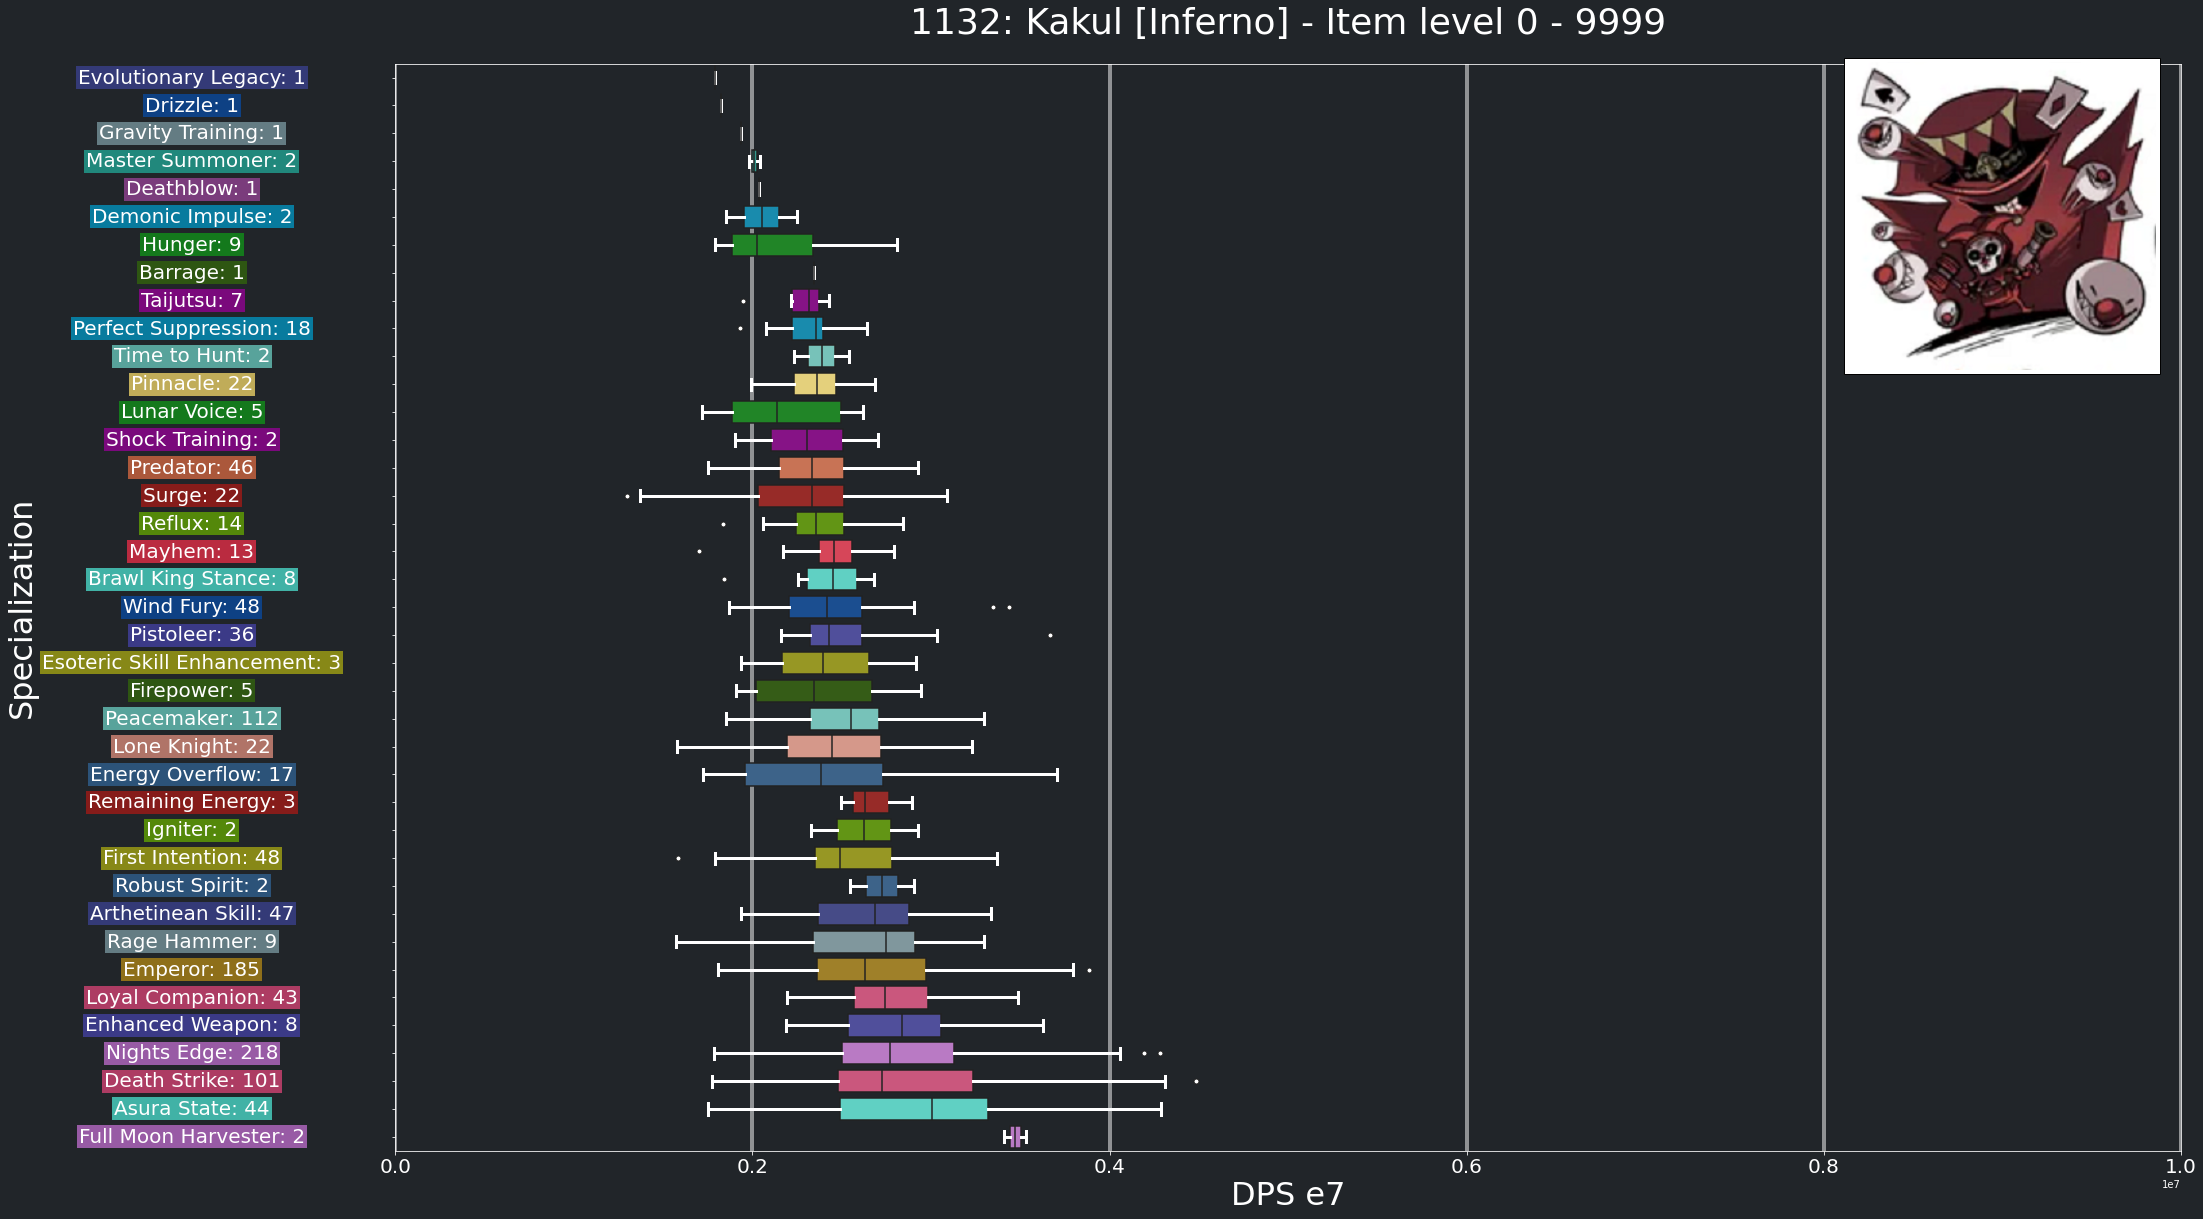 1132: Kakul [Inferno] - Item level 0 - 9999
Specialization
Evolutionary Legacy: 1
Drizzle: 1
Gravity Training: 1
Master Summoner: 2
Deathblow: 1
Demonic Impulse: 2
Hunger: 9
Barrage: 1
Taijutsu: 7
Perfect Suppression: 18
Time to Hunt: 2
Pinnacle: 22
Lunar Voice: 5
Shock Training: 2
Predator: 46
Surge: 22
Reflux: 14
Mayhem: 13
Brawl King Stance: 8
Wind Fury: 48
Pistoleer: 36
Esoteric Skill Enhancement: 3
Firepower: 5
Peacemaker: 112
Lone Knight: 22
Energy Overflow: 17
Remaining Energy: 3
Igniter: 2
First Intention: 48
Robust Spirit: 2
Arthetinean Skill: 47
Rage Hammer: 9
Emperor: 185
Loyal Companion: 43
Enhanced Weapon: 8
Nights Edge: 218
Death Strike: 101
Asura State: 44
Full Moon Harvester: 2
0.0 0.2 0.4 0.6 0.8 1.0
1e7
DPS e7